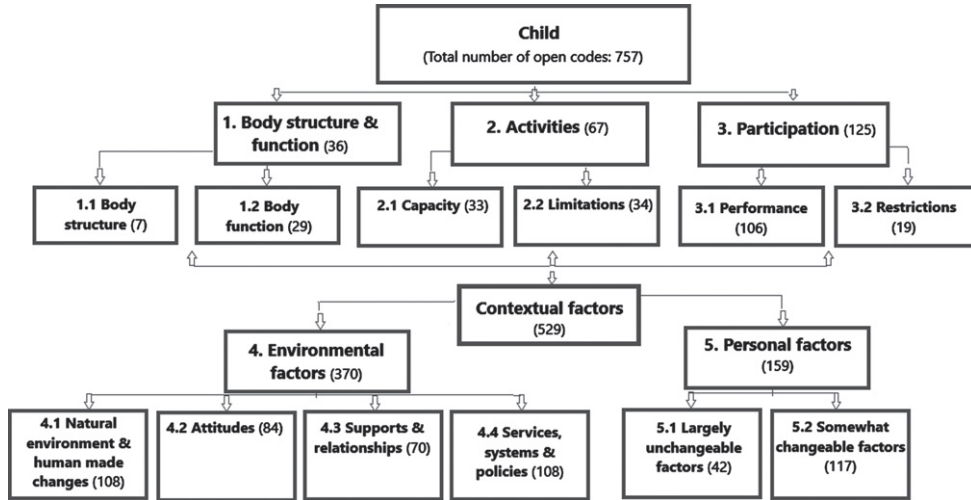 Child
(Total number of open codes: 757)
1. Body structure &
function (36)
2. Activities (67)
3. Participation (125)
1.1 Body
structure (7)
1.2 Body
function (29)
2.1 Capacity (33)
2.2 Limitations (34)
3.1 Performance
(106)
3.2 Restrictions
(19)
Contextual factors
(529)
4. Environmental
factors (370)
5. Personal factors
(159)
4.1 Natural
environment &
human made
changes (108)
4.2 Attitudes (84)
4.3 Supports &
relationships (70)
4.4 Services,
systems &
policies (108)
5.1 Largely
unchangeable
factors (42)
5.2 Somewhat
changeable factors
(117)